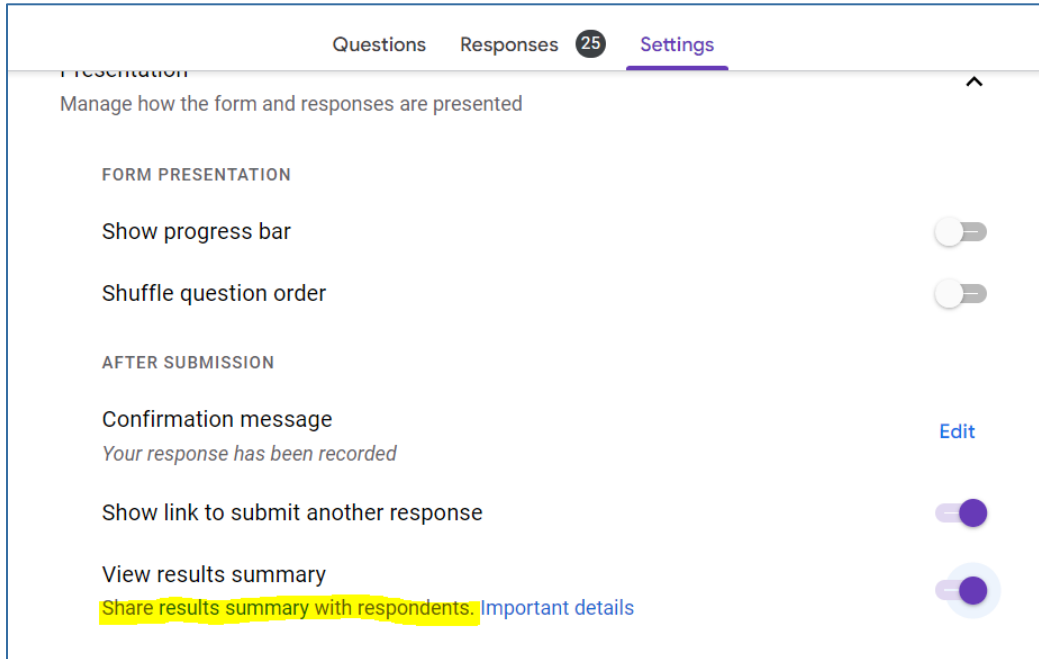 Questions Responses 25 Settings
Presentation
Manage how the form and responses are presented
FORM PRESENTATION
Show progress bar
Shuffle question order
AFTER SUBMISSION
Confirmation message
Edit
Your response has been recorded
Show link to submit another response
View results summary
Share results summary with respondents. Important details